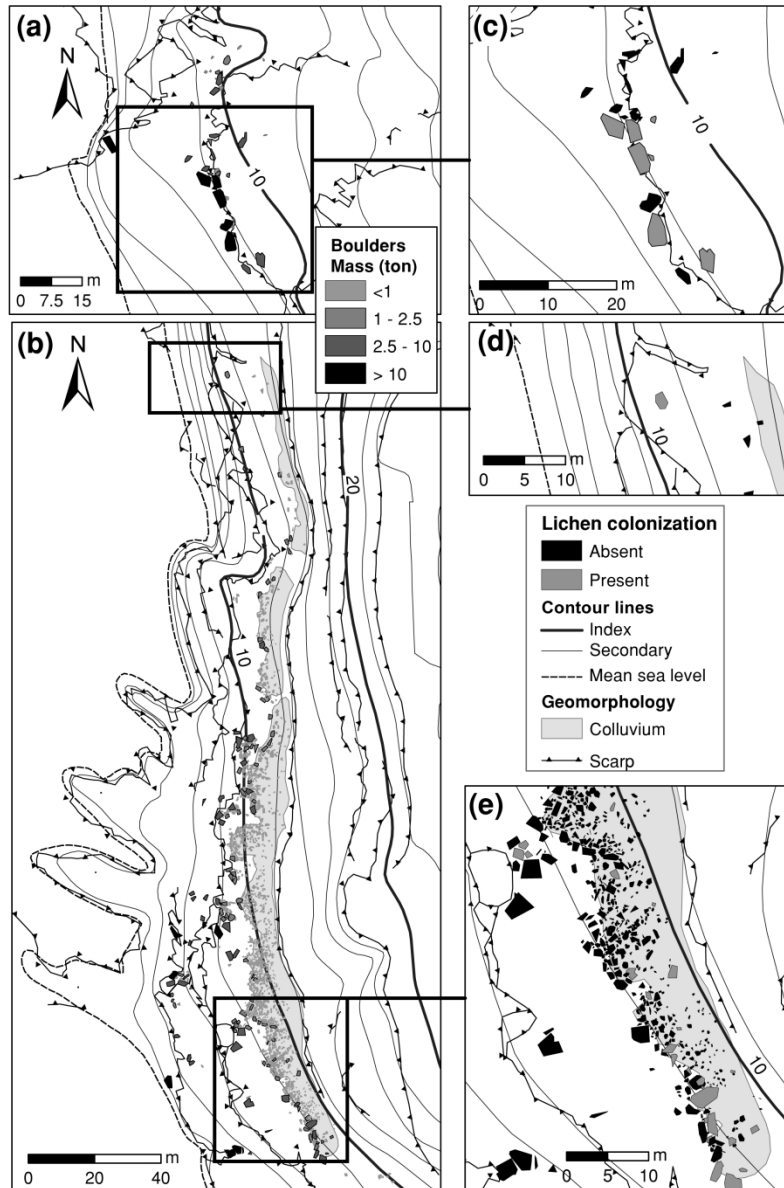 (a)
N
10
0 7.5 15 m
Boulders
Mass (ton)
<1
1 - 2.5
2.5 - 10
> 10
(c)
10
0 10 20 m
(b)
N
20
10
0 20 40 m
(d)
10
0 5 10 m
Lichen colonization
Absent
Present
Contour lines
Index
Secondary
Mean sea level
Geomorphology
Colluvium
Scarp
(e)
10
0 5 10 m